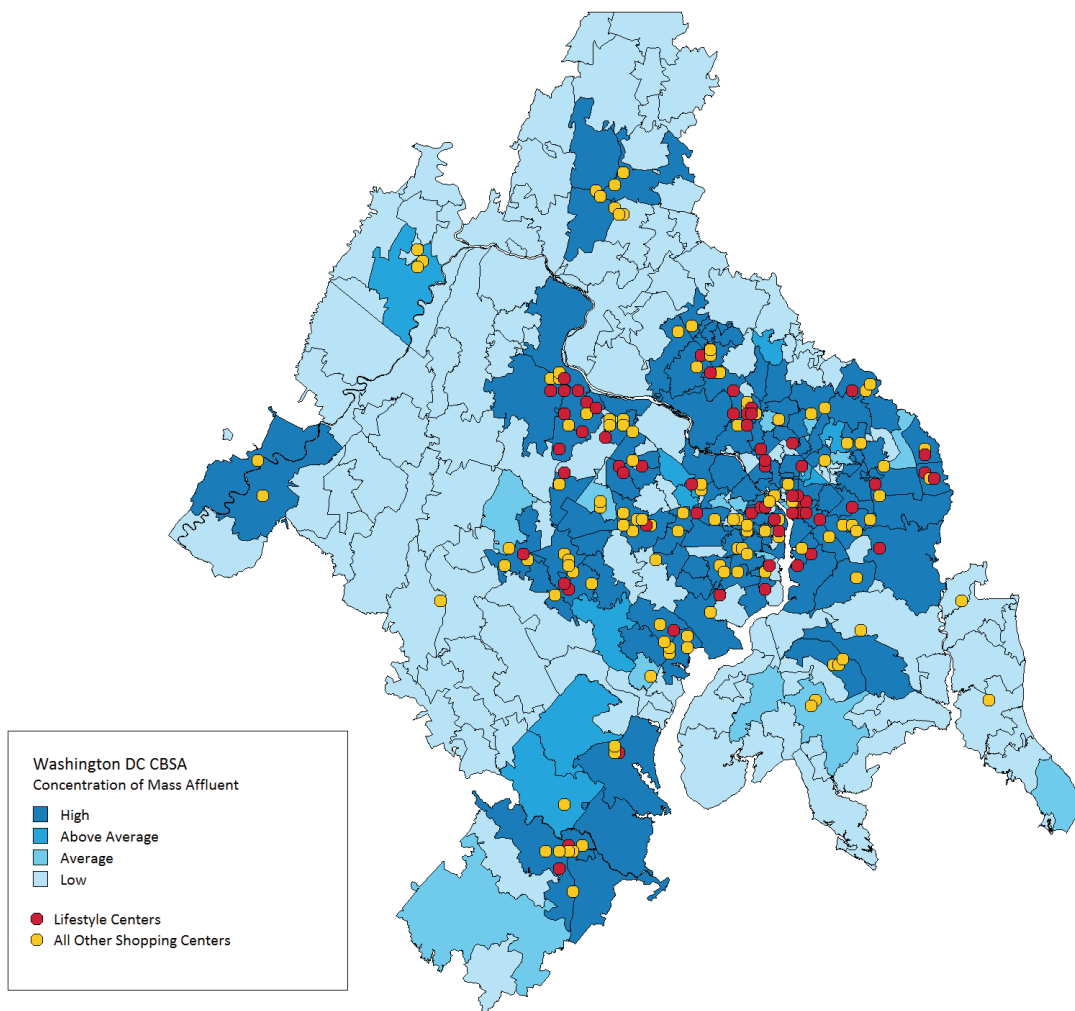 Washington DC CBSA
Concentration of Mass Affluent
High
Above Average
Average
Low
Lifestyle Centers
All Other Shopping Centers